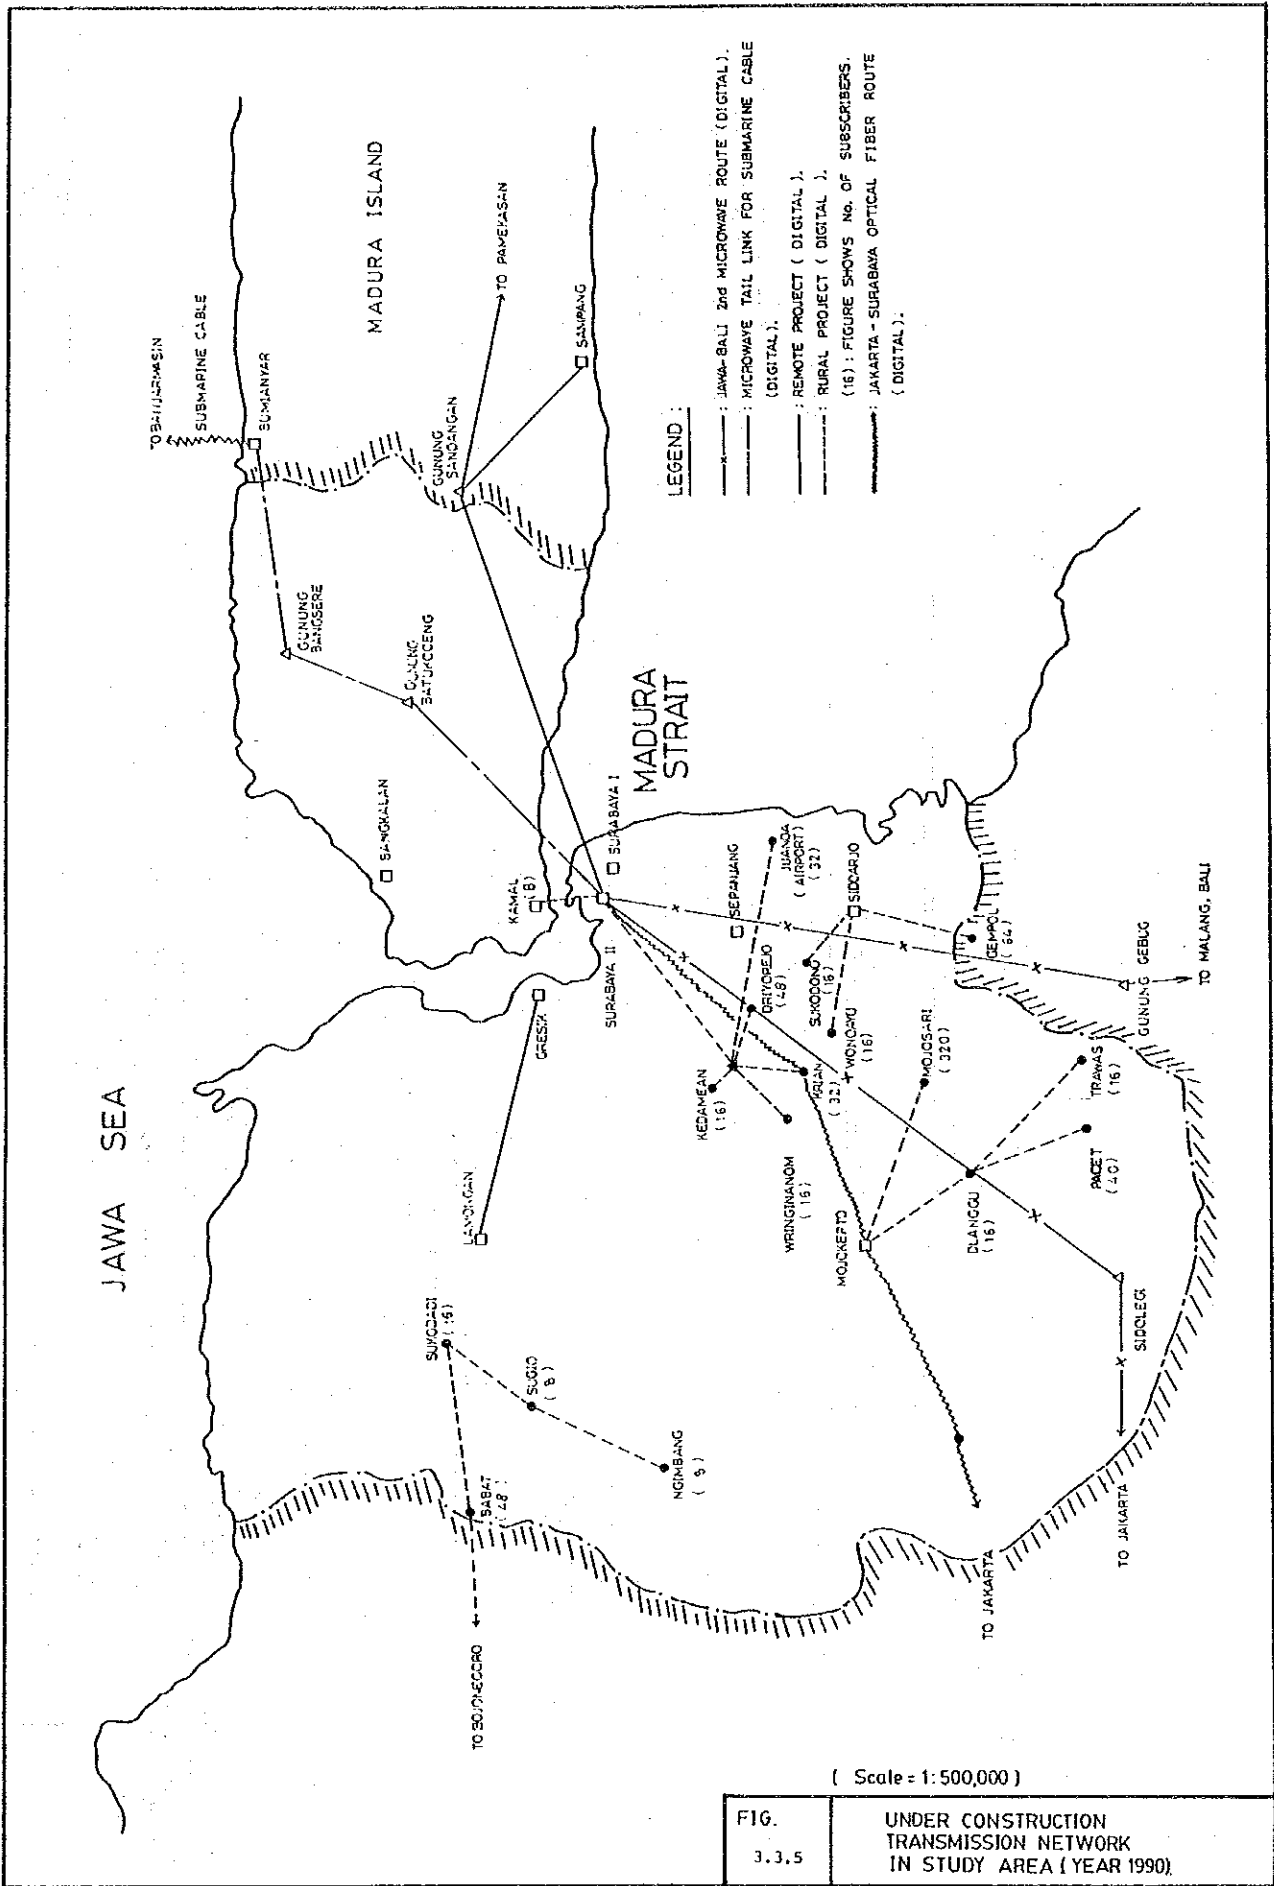 JAWA SEA
MADURA ISLAND
MADURA
STRAIT
SUBMARINE CABLE
GUNUNG
BANGSERE
GUNUNG
SANDANGAN
TO PAMEKASAN
SAMPANG
KAMAL
(8)
SURABAYA I
SURABAYA II
GRESIK
LAMONGAN
(16)
SUGIO
(8)
NGIMBANG
TO BOJONEGORO
(48)
SEPANJANG
JUANDA
(AIRPORT)
(32)
DRIYOREJO
(48)
SUKODONO
(16)
SIDOARJO
WONOAYU
(16)
KEDAMEAN
(16)
KRIAN
(32)
WRINGINANOM
(16)
MOJOKERTO
MOJOSARI
(320)
GEMPOL
(64)
GUNUNG GEBUG
TO MALANG, BALI
TRAWAS
(16)
PACET
(40)
DLANGGU
(16)
SIDOLEGI
TO JAKARTA
TO JAKARTA
LEGEND :
: JAWA-BALI 2nd MICROWAVE ROUTE (DIGITAL).
: MICROWAVE TAIL LINK FOR SUBMARINE CABLE
(DIGITAL).
: REMOTE PROJECT (DIGITAL).
: RURAL PROJECT (DIGITAL).
(16) : FIGURE SHOWS No. OF SUBSCRIBERS.
: JAKARTA - SURABAYA OPTICAL FIBER ROUTE
(DIGITAL).
( Scale = 1:500,000 )
FIG.
3.3.5
UNDER CONSTRUCTION
TRANSMISSION NETWORK
IN STUDY AREA (YEAR 1990)